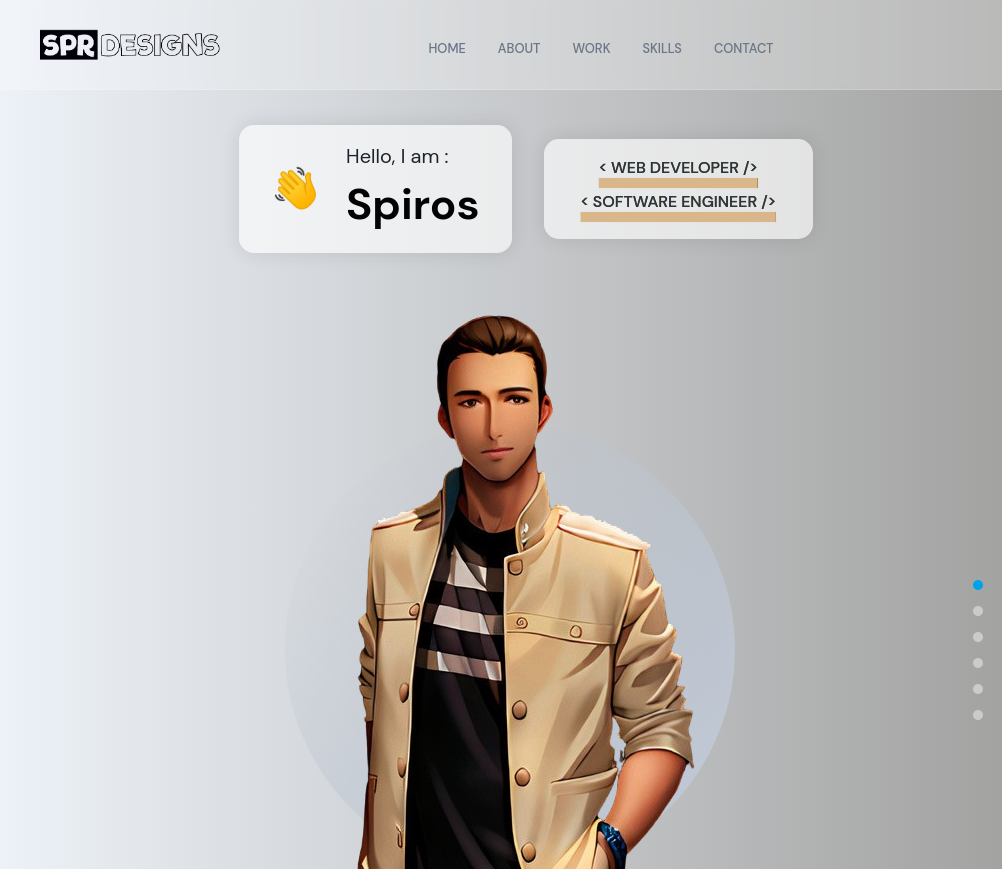 SPR DESIGNS
HOME ABOUT WORK SKILLS CONTACT
Hello, I am :
Spiros
< WEB DEVELOPER />
< SOFTWARE ENGINEER />